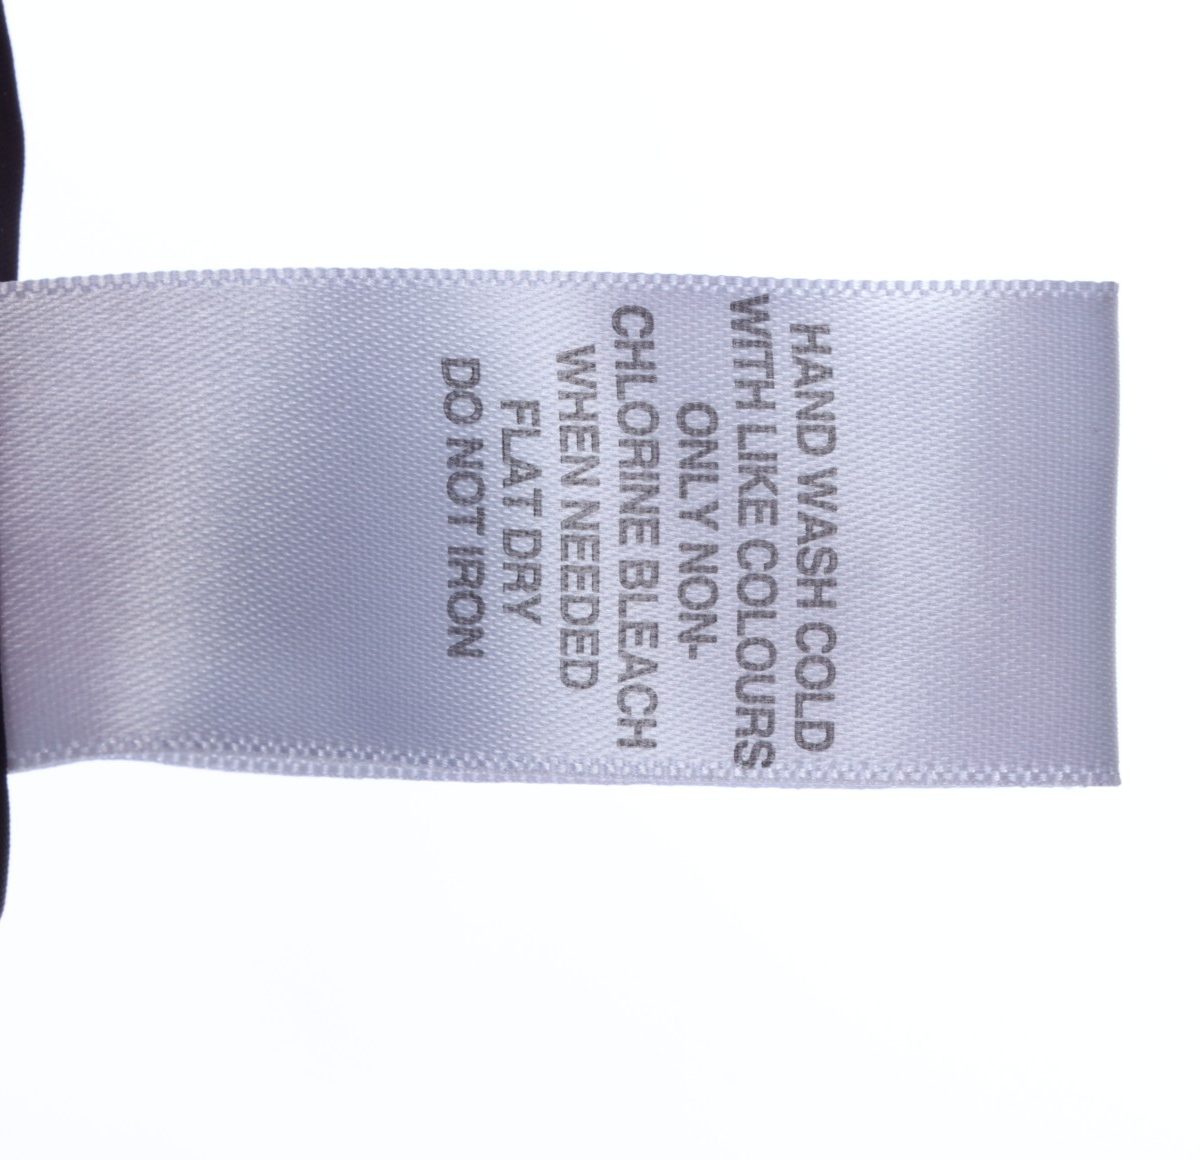 HAND WASH COLD
WITH LIKE COLOURS
ONLY NON-
CHLORINE BLEACH
WHEN NEEDED
FLAT DRY
DO NOT IRON